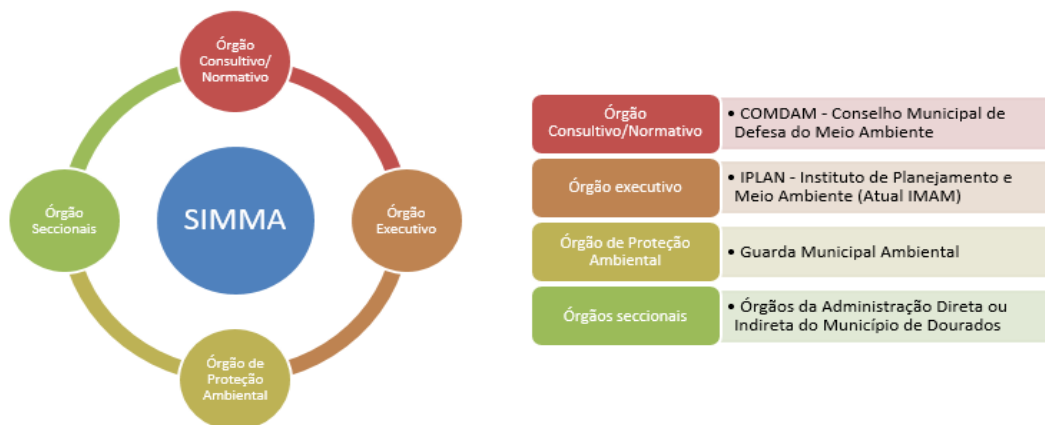 Órgão
Consultivo/
Normativo
Órgão
Seccionais
SIMMA
Órgão
Executivo
Órgão de
Proteção
Ambiental
Órgão
Consultivo/Normativo
• COMDAM - Conselho Municipal de
Defesa do Meio Ambiente
Órgão executivo
• IPLAN - Instituto de Planejamento e
Meio Ambiente (Atual IMAM)
Órgão de Proteção
Ambiental
• Guarda Municipal Ambiental
Órgãos seccionais
• Órgãos da Administração Direta ou
Indireta do Município de Dourados